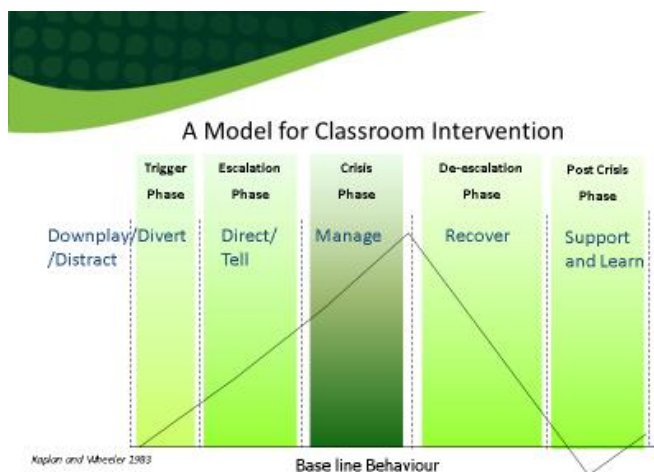 A Model for Classroom Intervention
Trigger
Phase
Escalation
Phase
Crisis
Phase
De-escalation
Phase
Post Crisis
Phase
Downplay/Divert
/Distract
Direct/
Tell
Manage
Recover
Support
and Learn
Kaplan and Wheeler 1983
Base line Behaviour